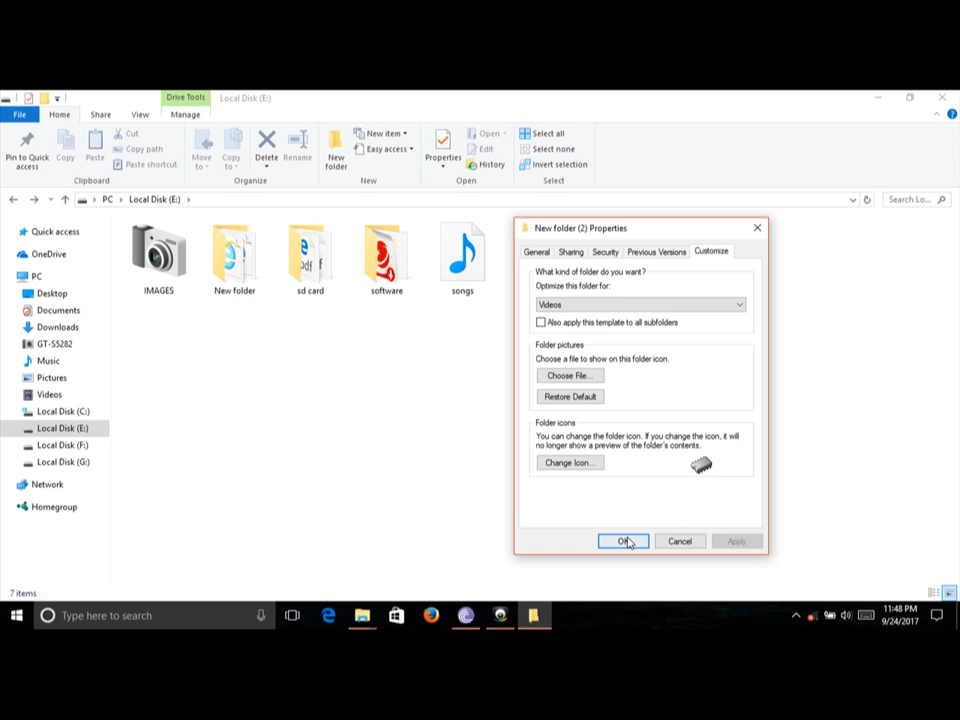 Drive Tools Local Disk (E:)
File Home Share View Manage
Pin to Quick access
Copy
Paste
Cut
Copy path
Paste shortcut
Clipboard
Move to
Copy to
Delete
Rename
Organize
New folder
New item
Easy access
New
Properties
Open
Edit
History
Open
Select all
Select none
Invert selection
Select
PC Local Disk (E:)
Search Lo...
Quick access
OneDrive
PC
Desktop
Documents
Downloads
GT-S5282
Music
Pictures
Videos
Local Disk (C:)
Local Disk (E:)
Local Disk (F:)
Local Disk (G:)
Network
Homegroup
IMAGES
New folder
sd card
software
songs
New folder (2) Properties
General Sharing Security Previous Versions Customize
What kind of folder do you want?
Optimize this folder for:
Videos
Also apply this template to all subfolders
Folder pictures
Choose a file to show on this folder icon.
Choose File...
Restore Default
Folder icons
You can change the folder icon. If you change the icon, it will
no longer show a preview of the folder's contents.
Change Icon...
OK Cancel Apply
7 items
Type here to search
11:48 PM
9/24/2017